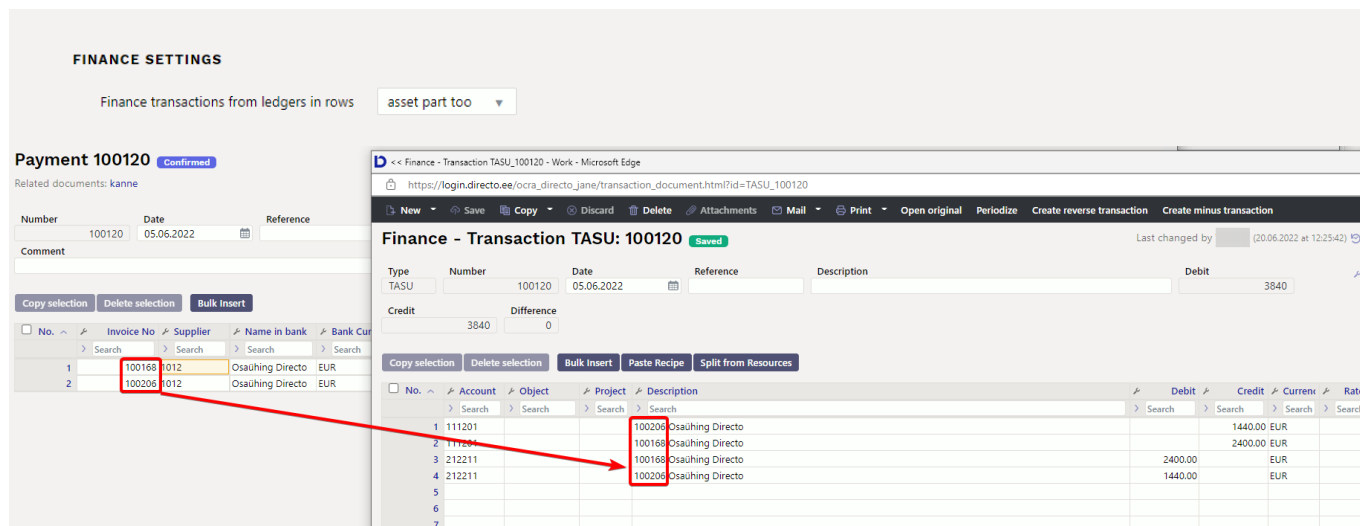 FINANCE SETTINGS
Finance transactions from ledgers in rows asset part too
Payment 100120 Confirmed
Related documents: kanne
Number Date Reference
100120 05.06.2022
Comment
Copy selection Delete selection Bulk Insert
No. Invoice No Supplier Name in bank Bank Cur
Search Search Search Search
1 100168 1012 Osaühing Directo EUR
2 100206 1012 Osaühing Directo EUR
<< Finance - Transaction TASU_100120 - Work - Microsoft Edge
https://login.directo.ee/ocra_directo_jane/transaction_document.html?id=TASU_100120
New Save Copy Discard Delete Attachments Mail Print Open original Periodize Create reverse transaction Create minus transaction
Finance - Transaction TASU: 100120 Saved Last changed by (20.06.2022 at 12:25:42)
Type Number Date Reference Description Debit
TASU 100120 05.06.2022 3840
Credit Difference
3840 0
Copy selection Delete selection Bulk Insert Paste Recipe Split from Resources
No. Account Object Project Description Debit Credit Curren Rate
Search Search Search Search Search Search Search Search
1 111201 100206 Osaühing Directo 1440.00 EUR
2 111201 100168 Osaühing Directo 2400.00 EUR
3 212211 100168 Osaühing Directo 2400.00 EUR
4 212211 100206 Osaühing Directo 1440.00 EUR
5
6
7